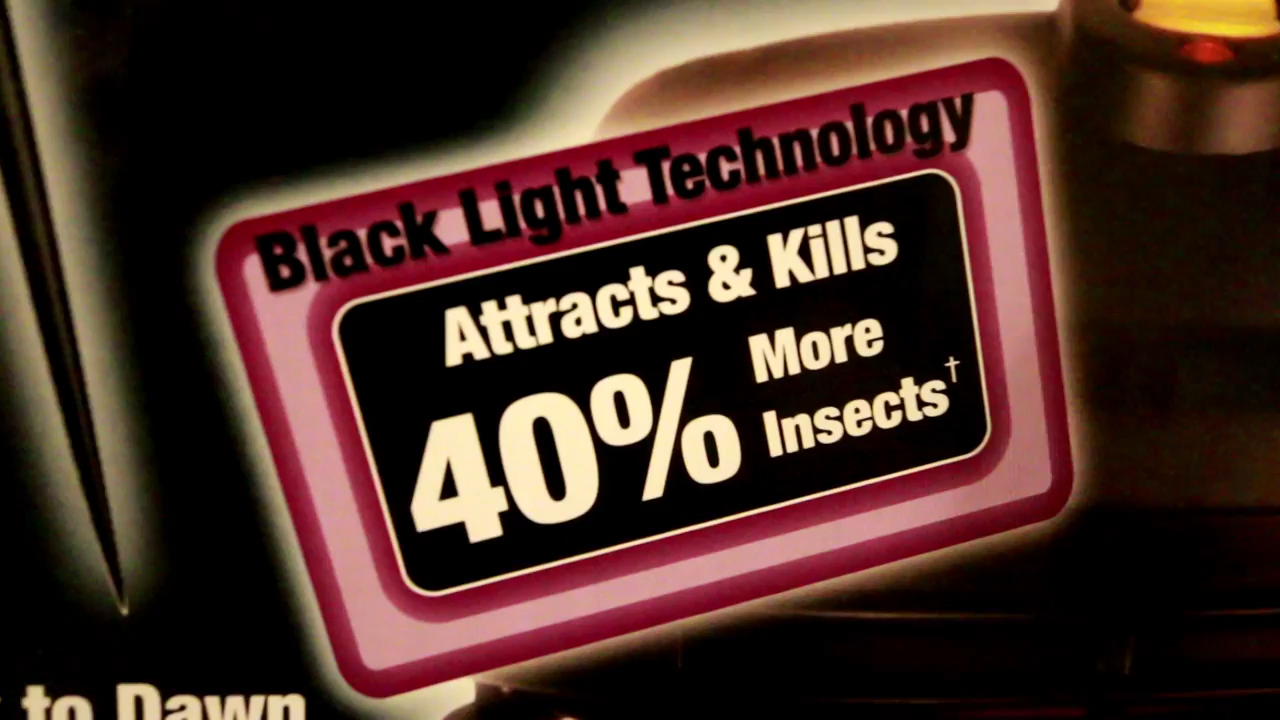 Black Light Technology
Attracts & Kills
40% More
Insects†
to Dawn